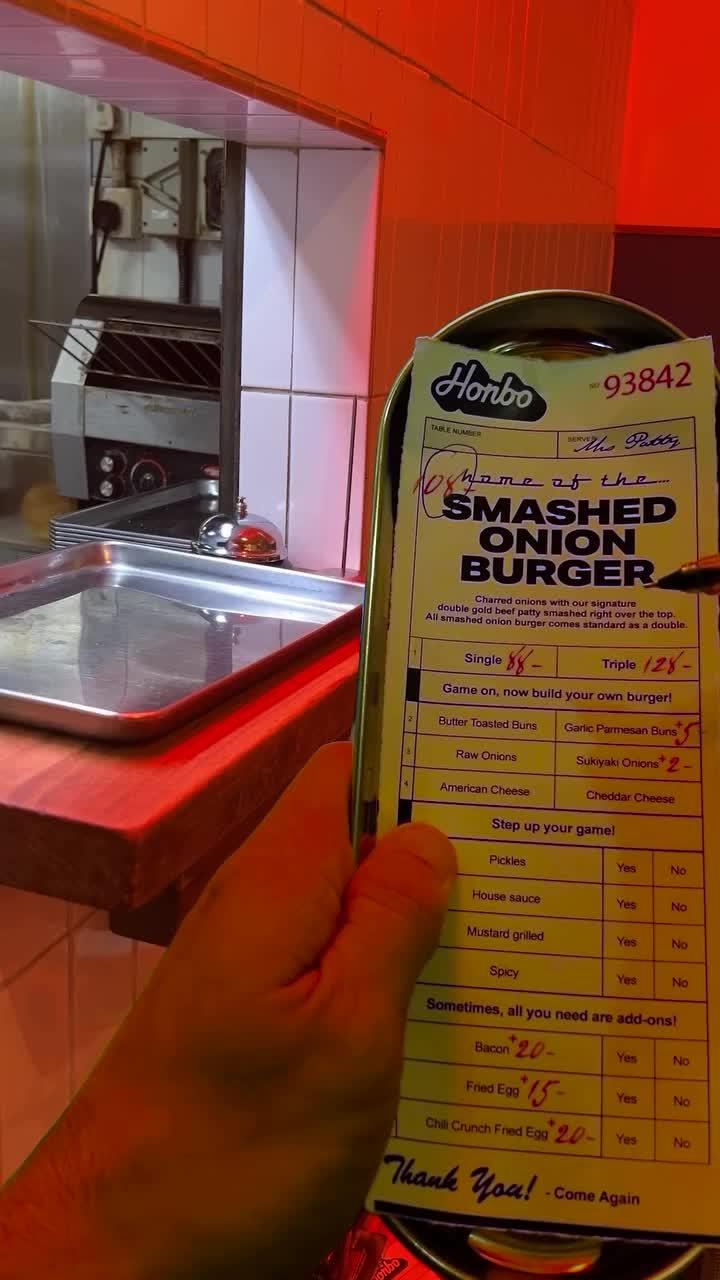 Honbo
NO 93842
TABLE NUMBER
SERVER Mrs Patty
108
home of the...
SMASHED
ONION
BURGER
Charred onions with our signature
double gold beef patty smashed right over the top.
All smashed onion burger comes standard as a double.
1 Single 88- Triple 128-
Game on, now build your own burger!
2 Butter Toasted Buns Garlic Parmesan Buns +5
3 Raw Onions Sukiyaki Onions +2-
4 American Cheese Cheddar Cheese
Step up your game!
Pickles Yes No
House sauce Yes No
Mustard grilled Yes No
Spicy Yes No
Sometimes, all you need are add-ons!
Bacon +20- Yes No
Fried Egg +15- Yes No
Chili Crunch Fried Egg +20- Yes No
Thank You! - Come Again
Honbo